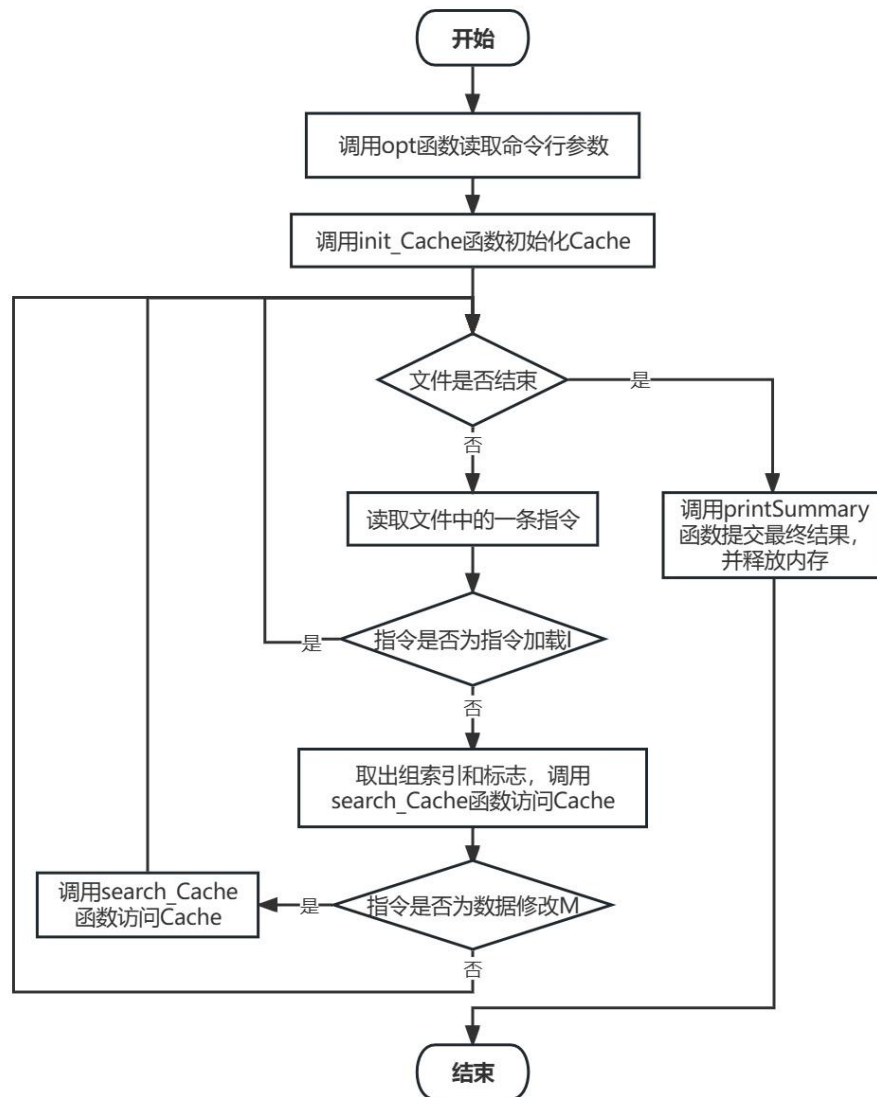 开始
调用opt函数读取命令行参数
调用init_Cache函数初始化Cache
文件是否结束
是
否
读取文件中的一条指令
调用printSummary
函数提交最终结果，
并释放内存
指令是否为指令加载I
是
否
取出组索引和标志，调用
search_Cache函数访问Cache
调用search_Cache
函数访问Cache
是
指令是否为数据修改M
否
结束